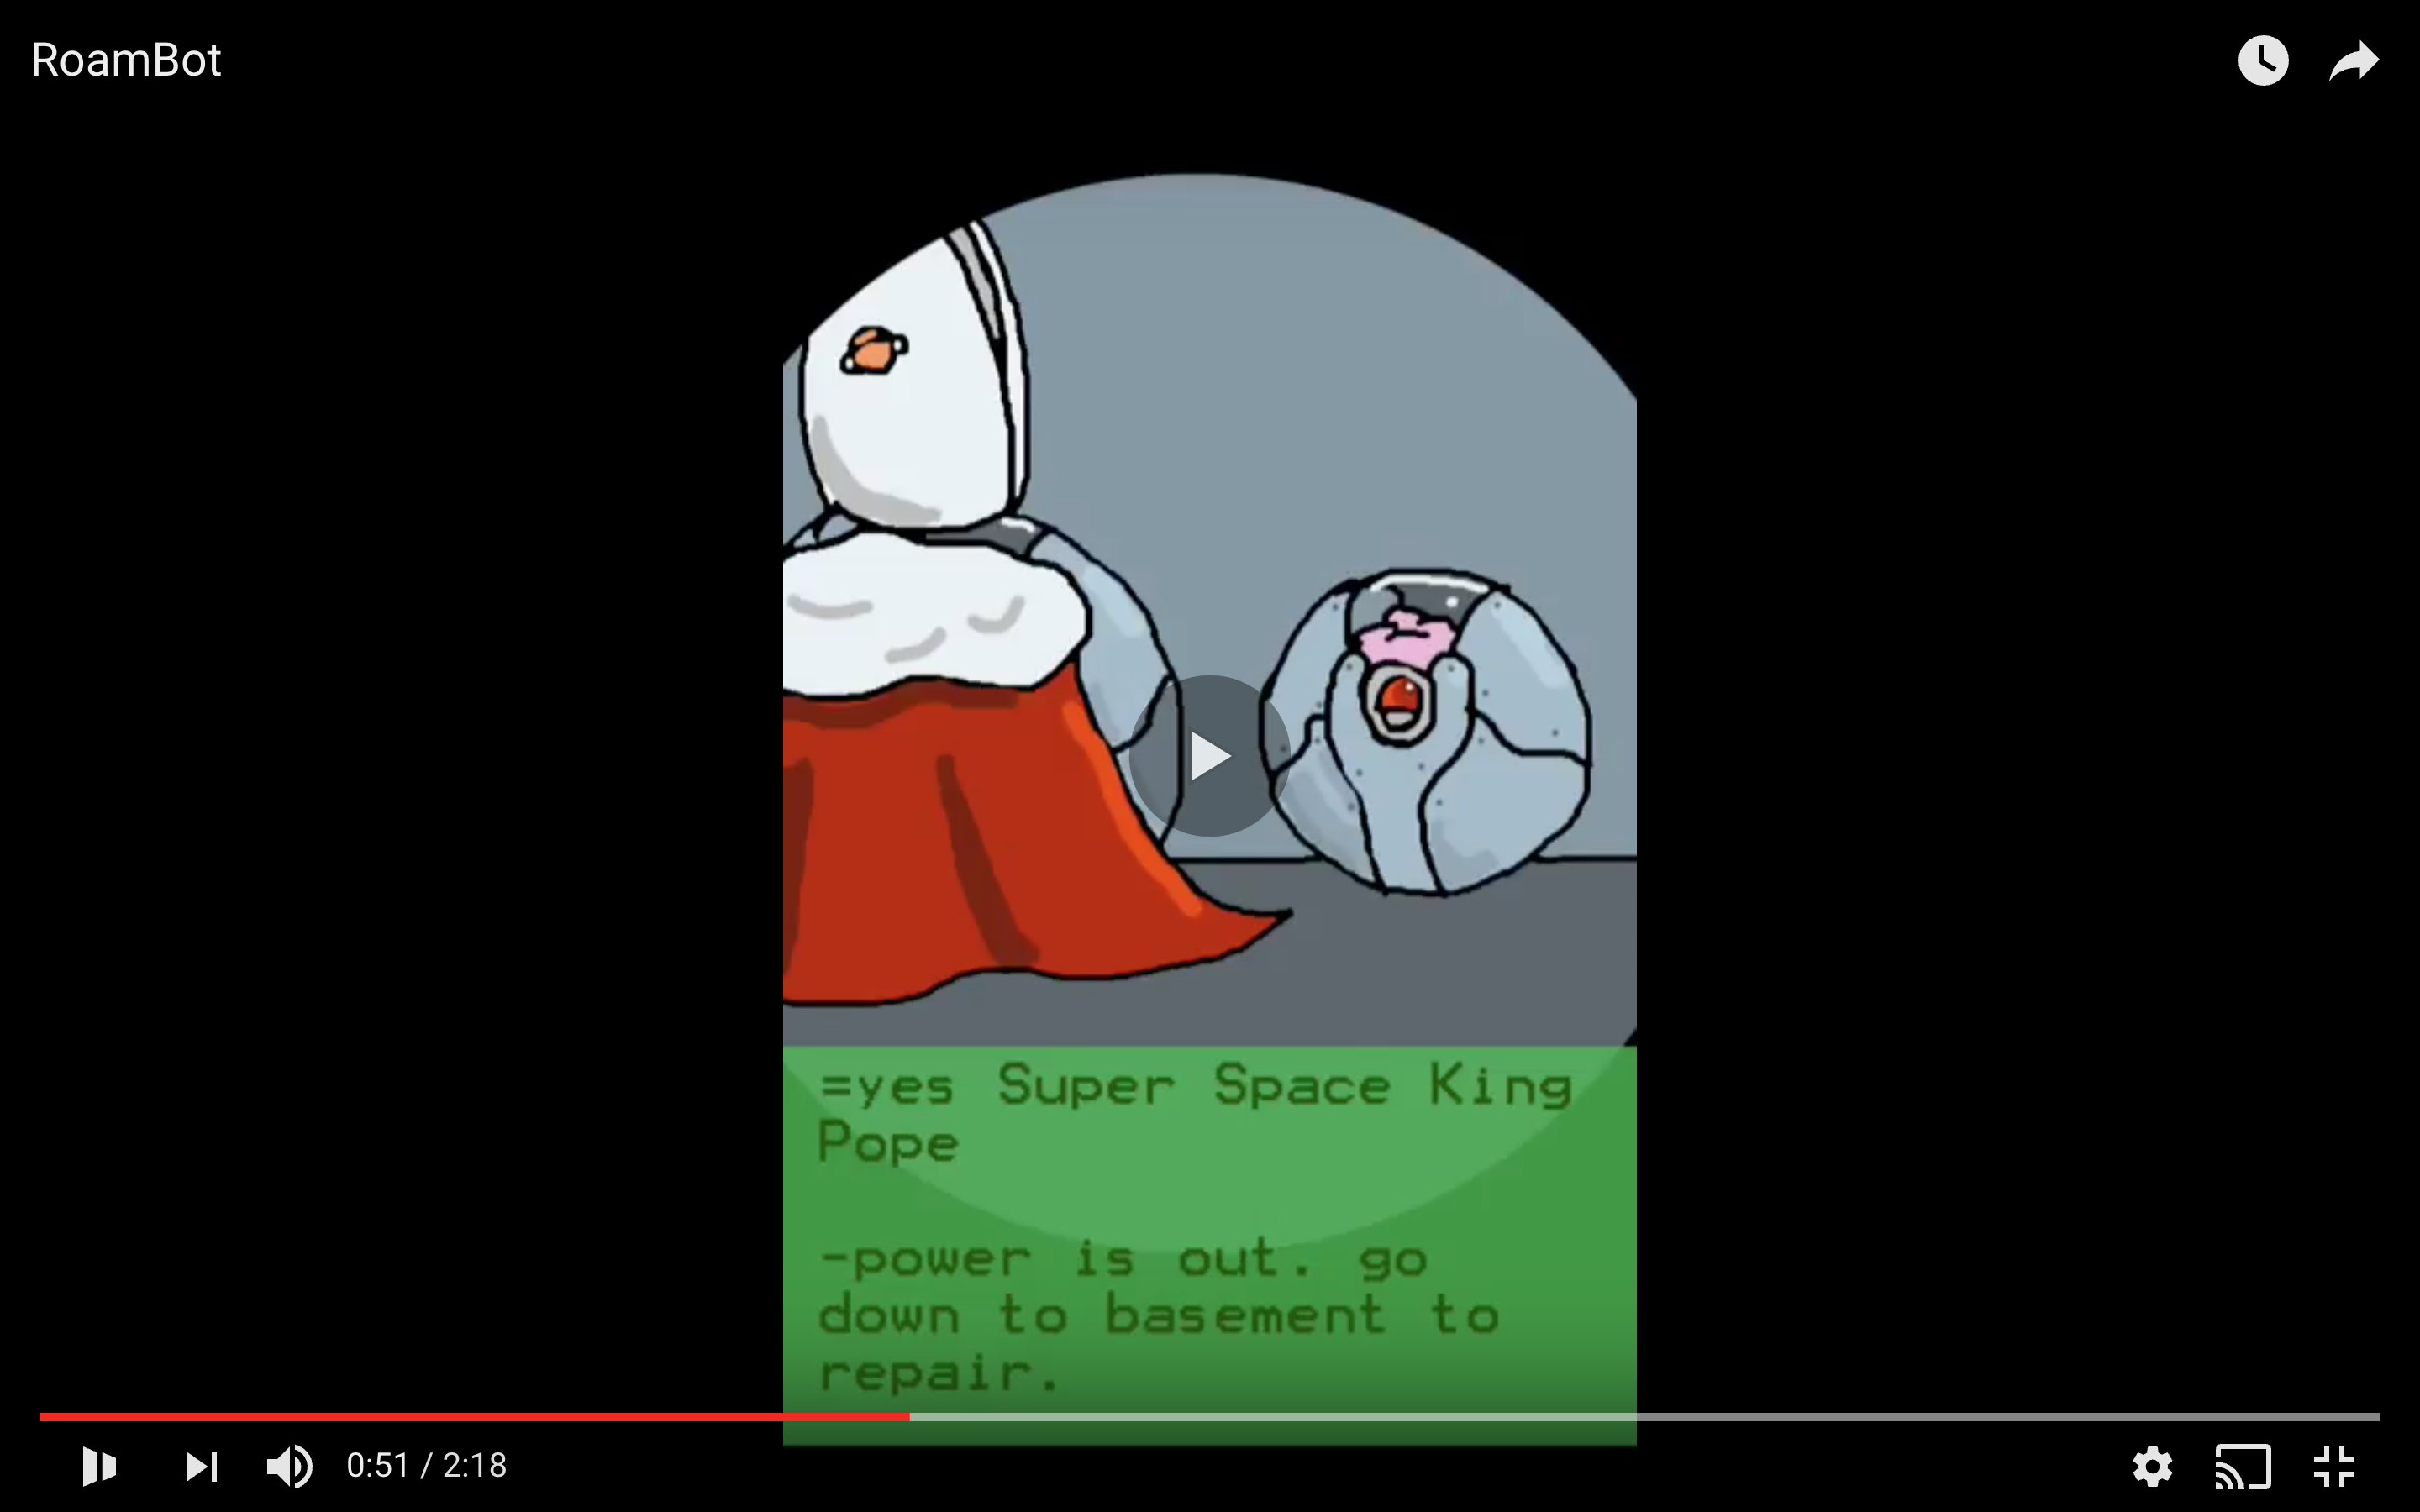 RoamBot
=yes Super Space King
Pope
-power is out. go
down to basement to
repair.
0:51 / 2:18